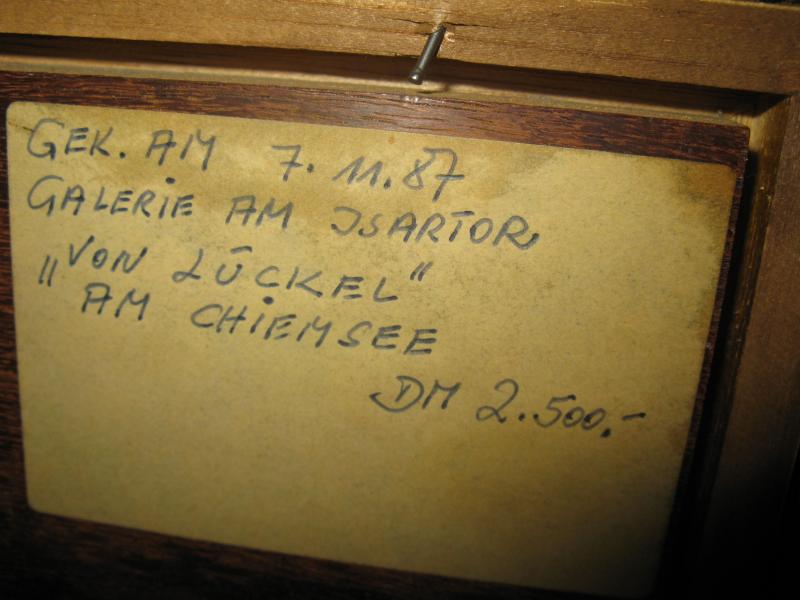 GEK. AM 7.11.87
GALERIE AM ISARTOR
"VON LÜCKEL"
AM CHIEMSEE
DM 2.500,-